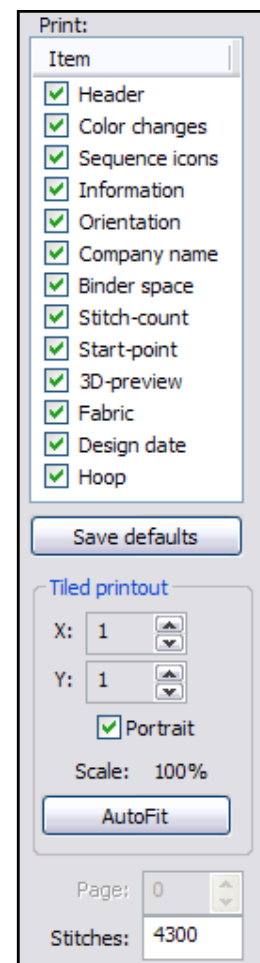 Print:
Item
Header
Color changes
Sequence icons
Information
Orientation
Company name
Binder space
Stitch-count
Start-point
3D-preview
Fabric
Design date
Hoop
Save defaults
Tiled printout
X: 1
Y: 1
Portrait
Scale: 100%
AutoFit
Page: 0
Stitches: 4300